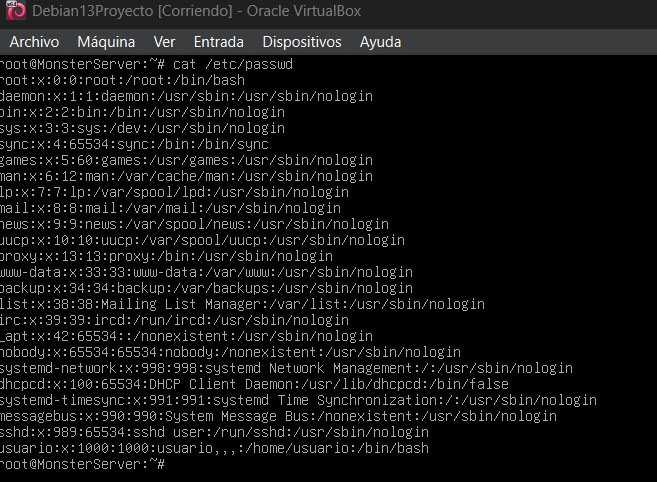 Debian13Proyecto [Corriendo] - Oracle VirtualBox
Archivo Máquina Ver Entrada Dispositivos Ayuda
root@MonsterServer:~# cat /etc/passwd
root:x:0:0:root:/root:/bin/bash
daemon:x:1:1:daemon:/usr/sbin:/usr/sbin/nologin
bin:x:2:2:bin:/bin:/usr/sbin/nologin
sys:x:3:3:sys:/dev:/usr/sbin/nologin
sync:x:4:65534:sync:/bin:/bin/sync
games:x:5:60:games:/usr/games:/usr/sbin/nologin
man:x:6:12:man:/var/cache/man:/usr/sbin/nologin
lp:x:7:7:lp:/var/spool/lpd:/usr/sbin/nologin
mail:x:8:8:mail:/var/mail:/usr/sbin/nologin
news:x:9:9:news:/var/spool/news:/usr/sbin/nologin
uucp:x:10:10:uucp:/var/spool/uucp:/usr/sbin/nologin
proxy:x:13:13:proxy:/bin:/usr/sbin/nologin
www-data:x:33:33:www-data:/var/www:/usr/sbin/nologin
backup:x:34:34:backup:/var/backups:/usr/sbin/nologin
list:x:38:38:Mailing List Manager:/var/list:/usr/sbin/nologin
irc:x:39:39:ircd:/run/ircd:/usr/sbin/nologin
_apt:x:42:65534::/nonexistent:/usr/sbin/nologin
nobody:x:65534:65534:nobody:/nonexistent:/usr/sbin/nologin
systemd-network:x:998:998:systemd Network Management:/:/usr/sbin/nologin
dhcpcd:x:100:65534:DHCP Client Daemon:/usr/lib/dhcpcd:/bin/false
systemd-timesync:x:991:991:systemd Time Synchronization:/:/usr/sbin/nologin
messagebus:x:990:990:System Message Bus:/nonexistent:/usr/sbin/nologin
sshd:x:989:65534:sshd user:/run/sshd:/usr/sbin/nologin
usuario:x:1000:1000:usuario,,,:/home/usuario:/bin/bash
root@MonsterServer:~#